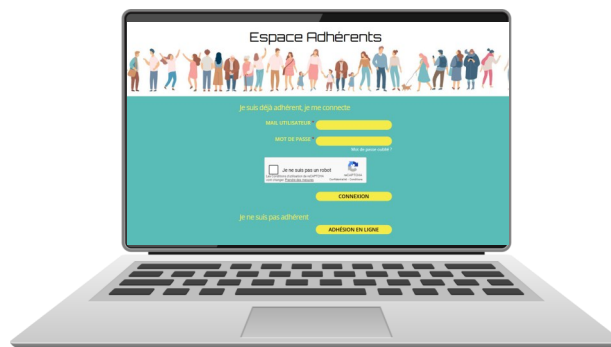 Espace Adhérents
Je suis déjà adhérent, je me connecte
MAIL UTILISATEUR *
MOT DE PASSE *
Mot de passe oublié ?
Je ne suis pas un robot
reCAPTCHA
CONNEXION
Je ne suis pas adhérent
ADHÉSION EN LIGNE